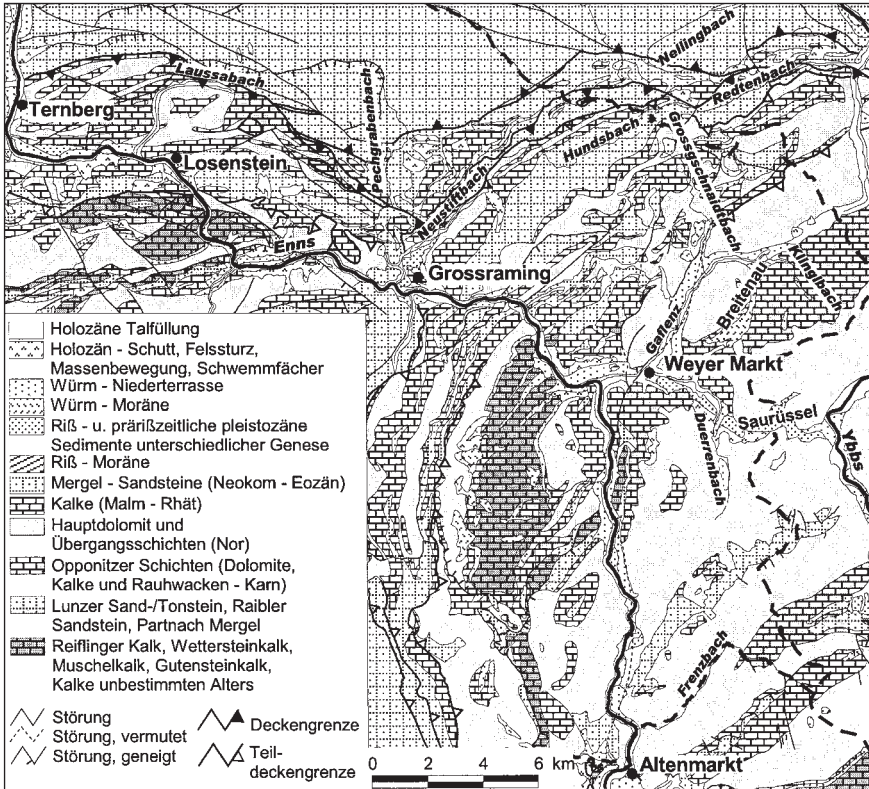 Nellingbach
Laussabach
Redtenbach
Ternberg
Pechgrabenbach
Hundsbach
Grossgschnaidtbach
Losenstein
Neustiftbach
Enns
Klinglbach
Grossraming
Breitenau
Gaflenz
Weyer Markt
Saurüssel
Duerrenbach
Ybbs
Frenzbach
Altenmarkt
Holozäne Talfüllung
Holozän - Schutt, Felssturz,
Massenbewegung, Schwemmfächer
Würm - Niederterrasse
Würm - Moräne
Riß - u. prärißzeitliche pleistozäne
Sedimente unterschiedlicher Genese
Riß - Moräne
Mergel - Sandsteine (Neokom - Eozän)
Kalke (Malm - Rhät)
Hauptdolomit und
Übergangsschichten (Nor)
Opponitzer Schichten (Dolomite,
Kalke und Rauhwacken - Karn)
Lunzer Sand-/Tonstein, Raibler
Sandstein, Partnach Mergel
Reiflinger Kalk, Wettersteinkalk,
Muschelkalk, Gutensteinkalk,
Kalke unbestimmten Alters
Störung
Störung, vermutet
Störung, geneigt
Deckengrenze
Teil-
deckengrenze
0 2 4 6 km